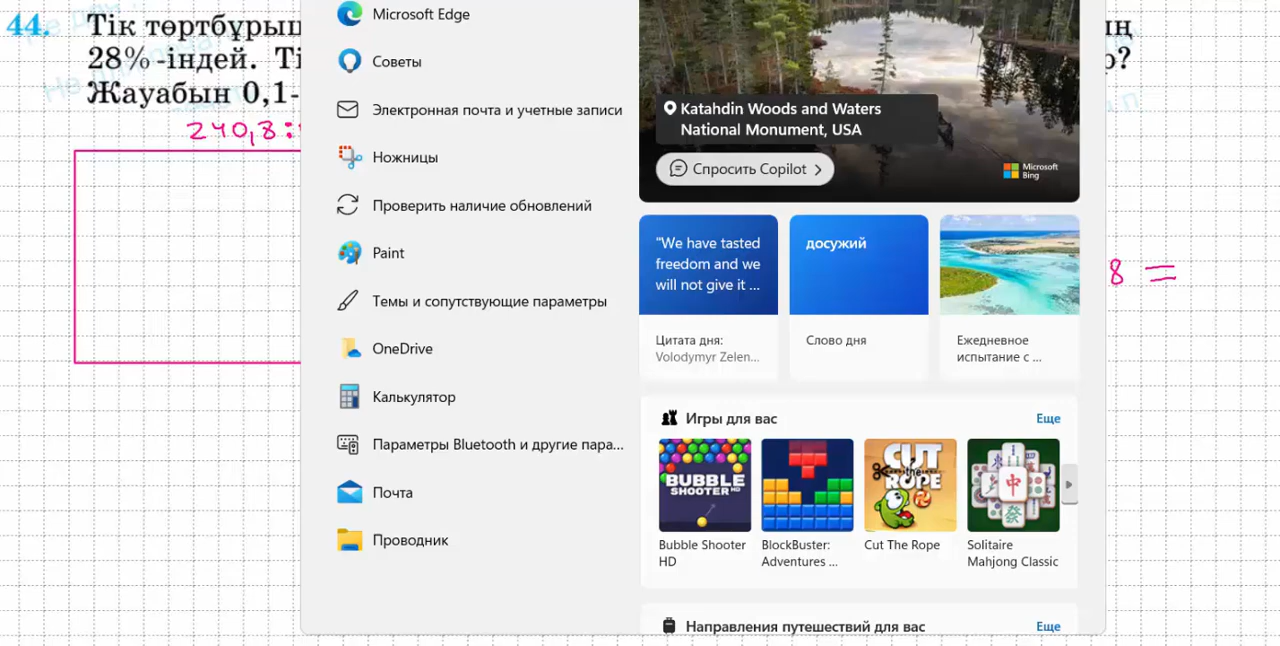 44. Тік төртбұрыш
28%-індей. Ті
Жауабын 0,1-
240,8 :
8 =
Microsoft Edge
Советы
Электронная почта и учетные записи
Ножницы
Проверить наличие обновлений
Paint
Темы и сопутствующие параметры
OneDrive
Калькулятор
Параметры Bluetooth и другие пара...
Почта
Проводник
Katahdin Woods and Waters
National Monument, USA
Спросить Copilot
Microsoft
Bing
"We have tasted
freedom and we
will not give it ...
Цитата дня:
Volodymyr Zelen...
досужий
Слово дня
Ежедневное
испытание с ...
Игры для вас
Еще
BUBBLE
SHOOTER HD
CUT
the
ROPE
中
Bubble Shooter
HD
BlockBuster:
Adventures ...
Cut The Rope
Solitaire
Mahjong Classic
Направления путешествий для вас
Еще